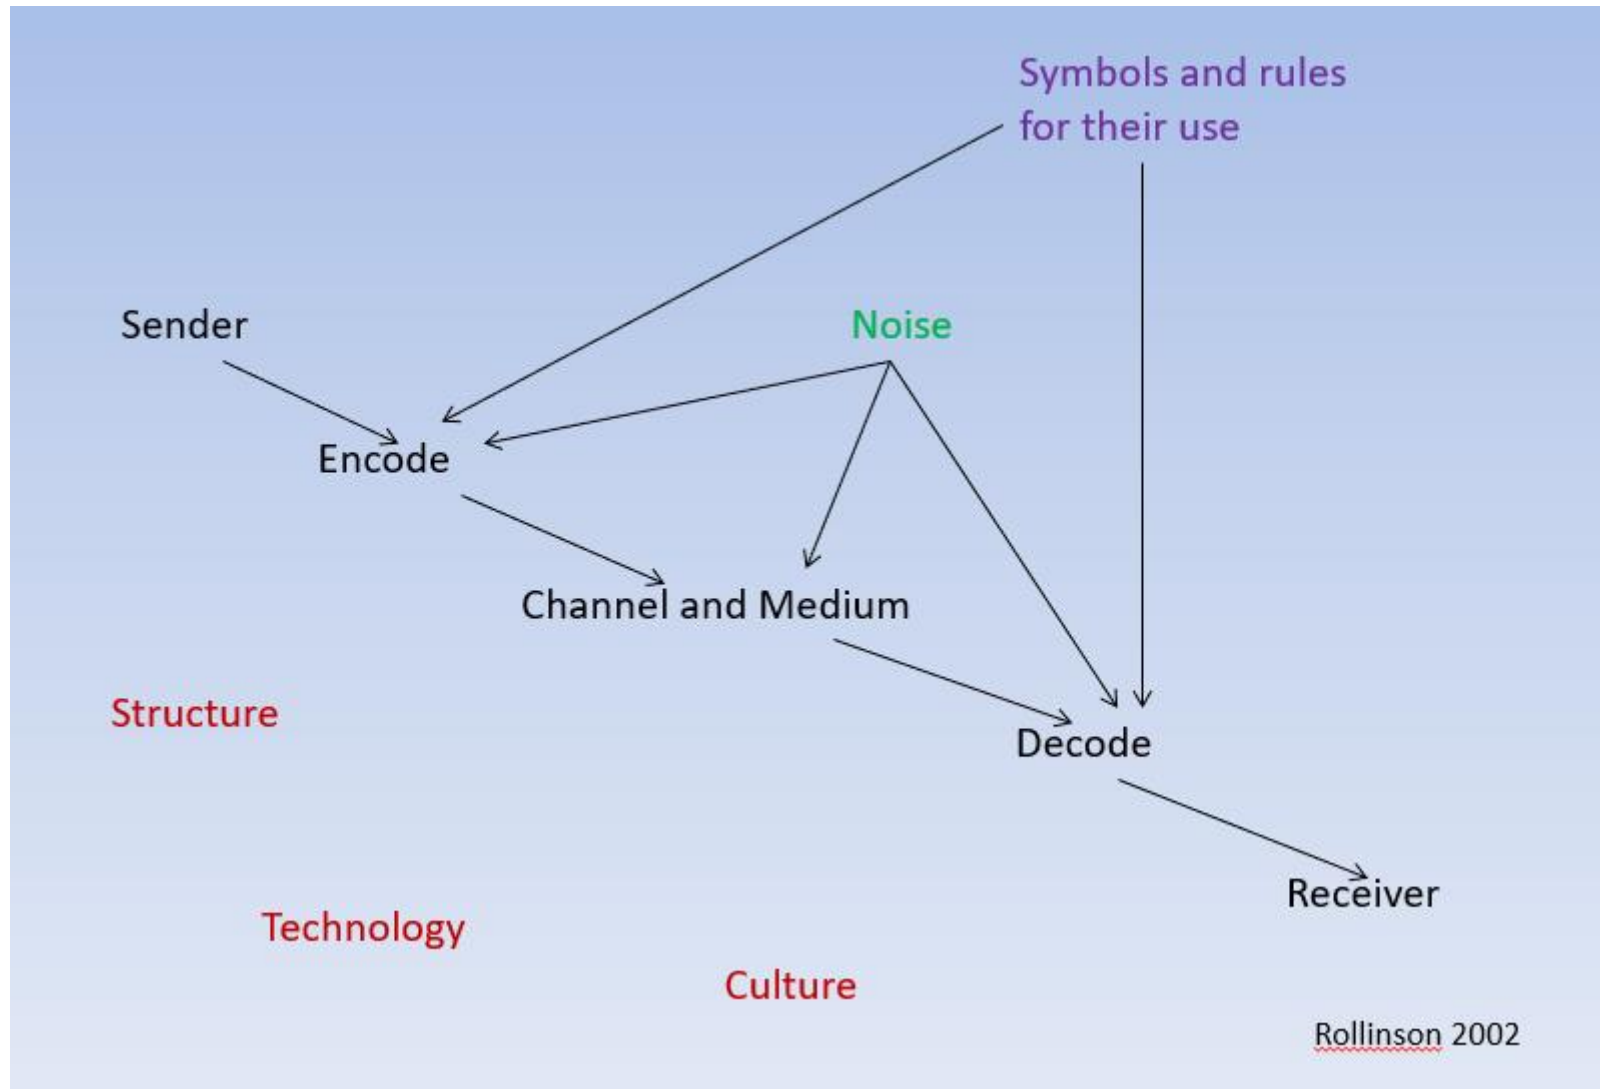 Symbols and rules
for their use
Sender
Noise
Encode
Channel and Medium
Structure
Decode
Receiver
Technology
Culture
Rollinson 2002